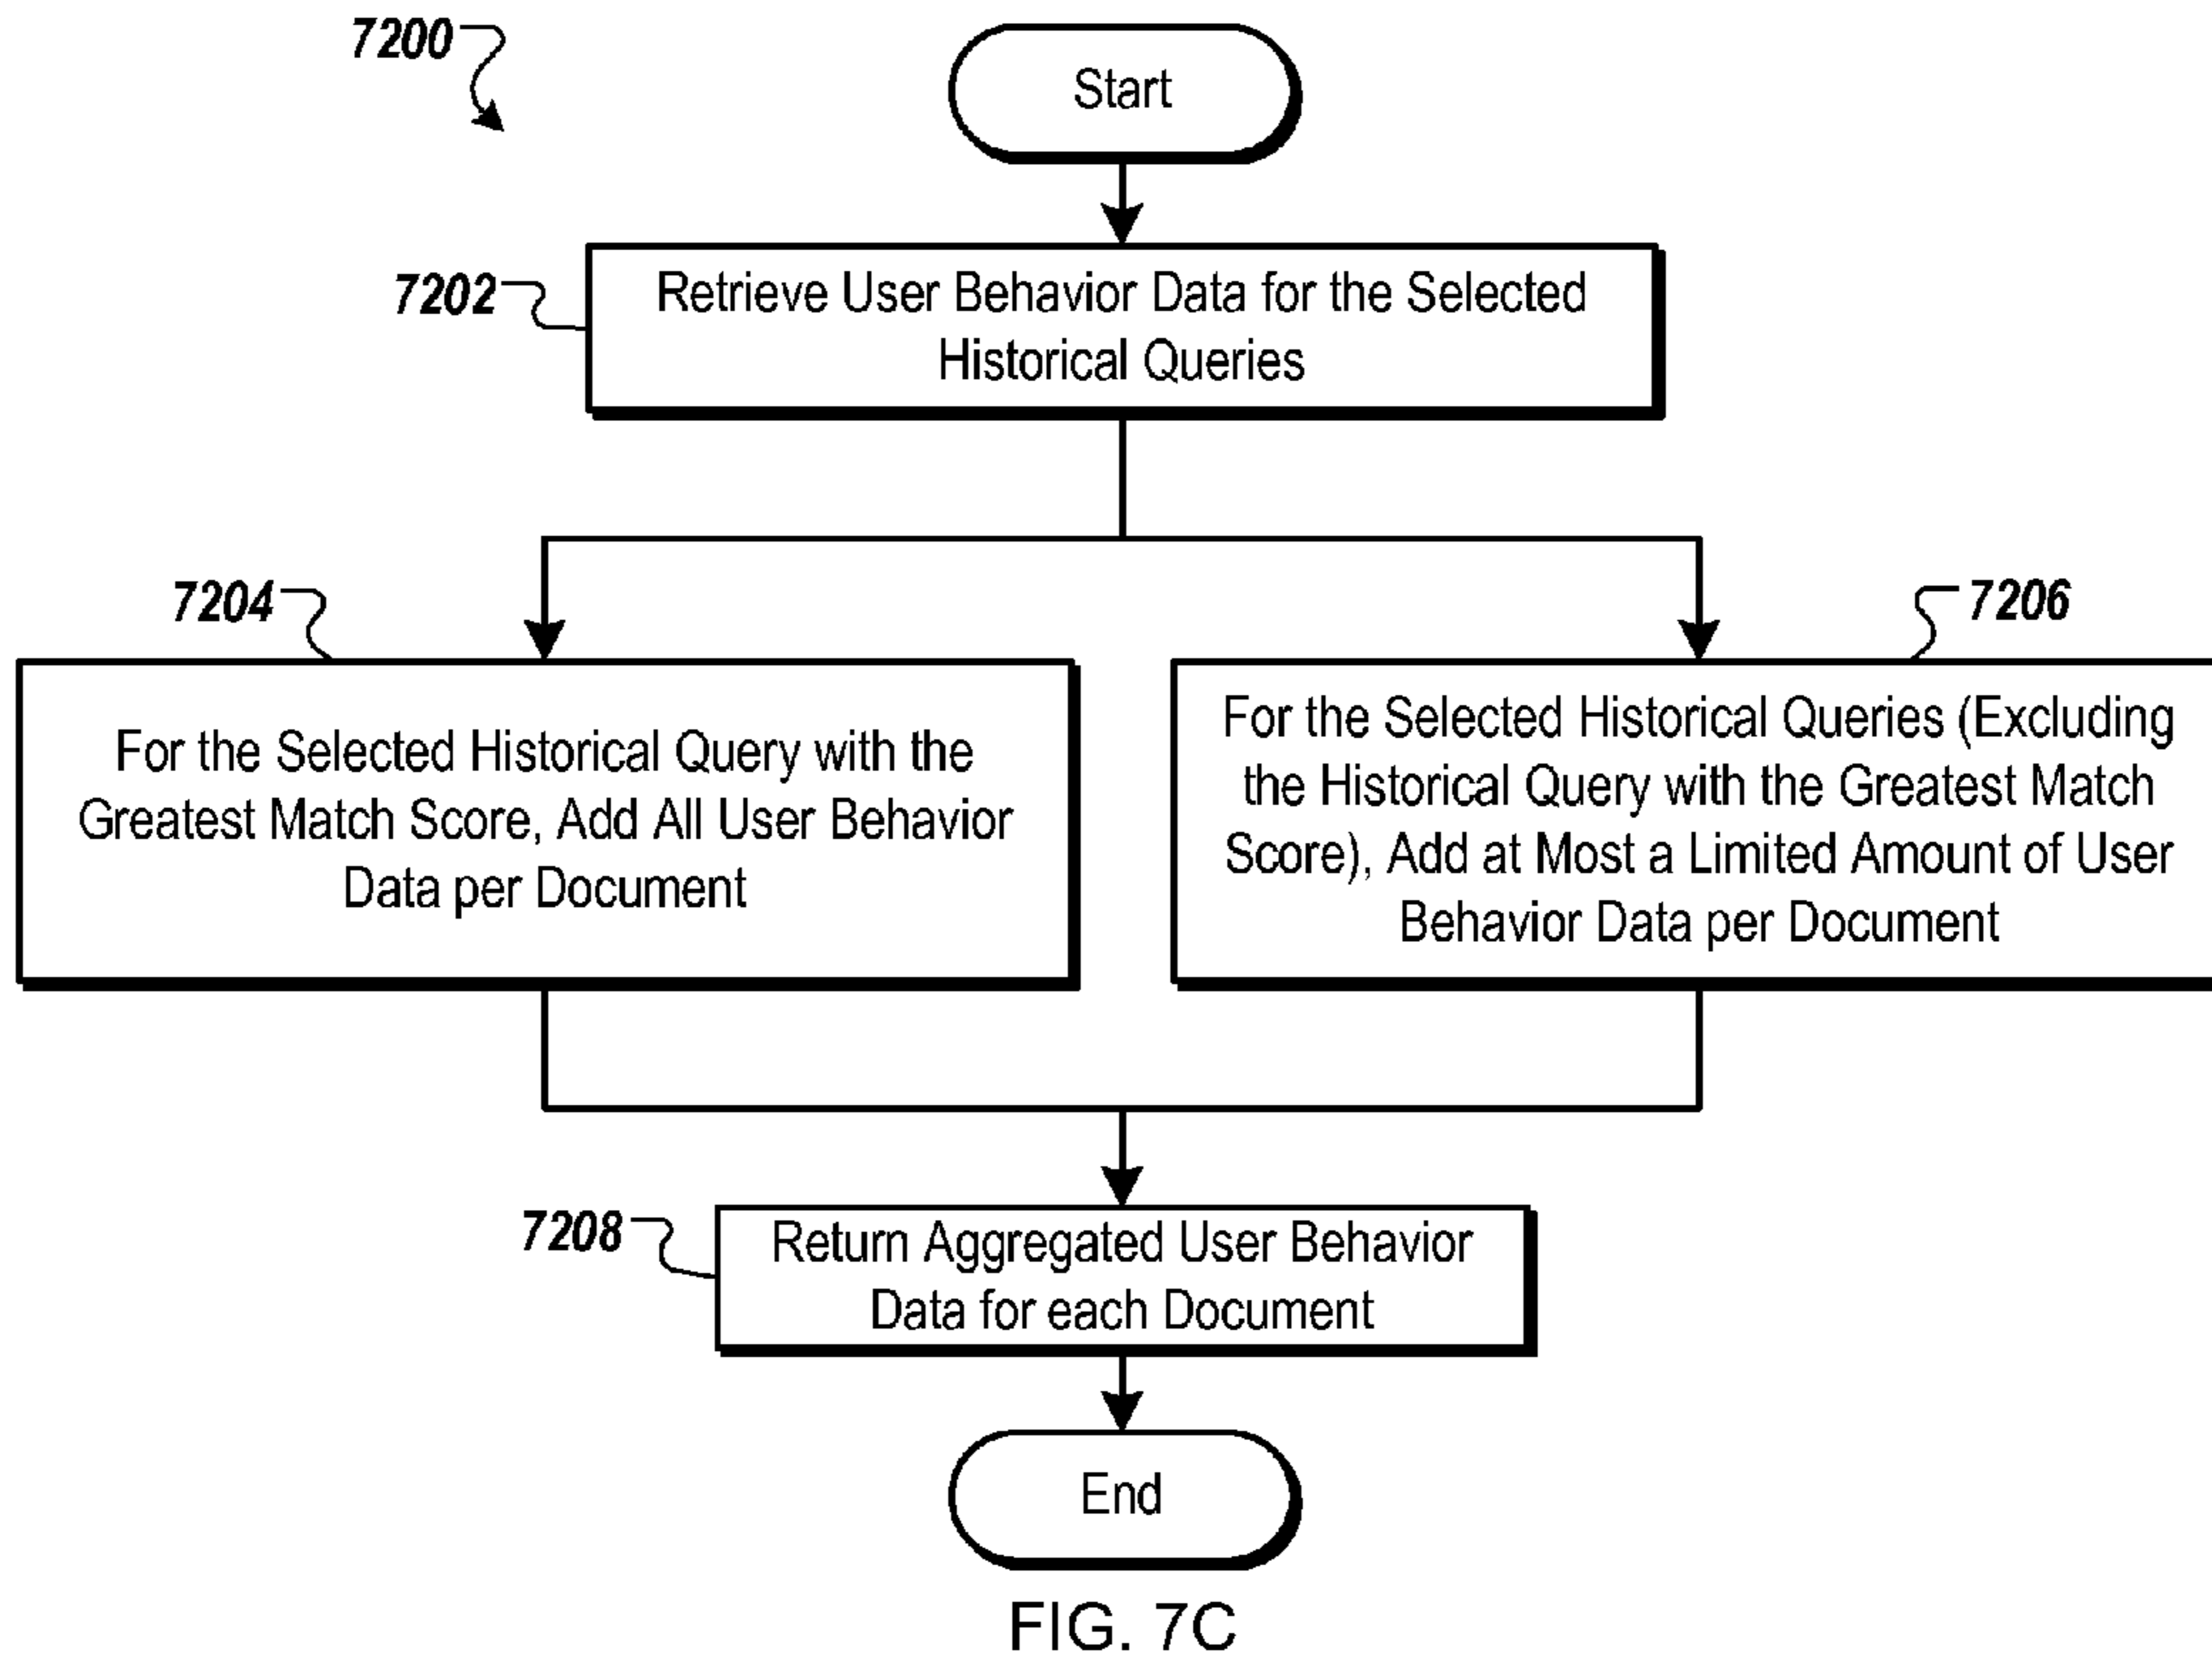 7200
Start
7202
Retrieve User Behavior Data for the Selected
Historical Queries
7204
For the Selected Historical Query with the
Greatest Match Score, Add All User Behavior
Data per Document
7206
For the Selected Historical Queries (Excluding
the Historical Query with the Greatest Match
Score), Add at Most a Limited Amount of User
Behavior Data per Document
7208
Return Aggregated User Behavior
Data for each Document
End
FIG. 7C